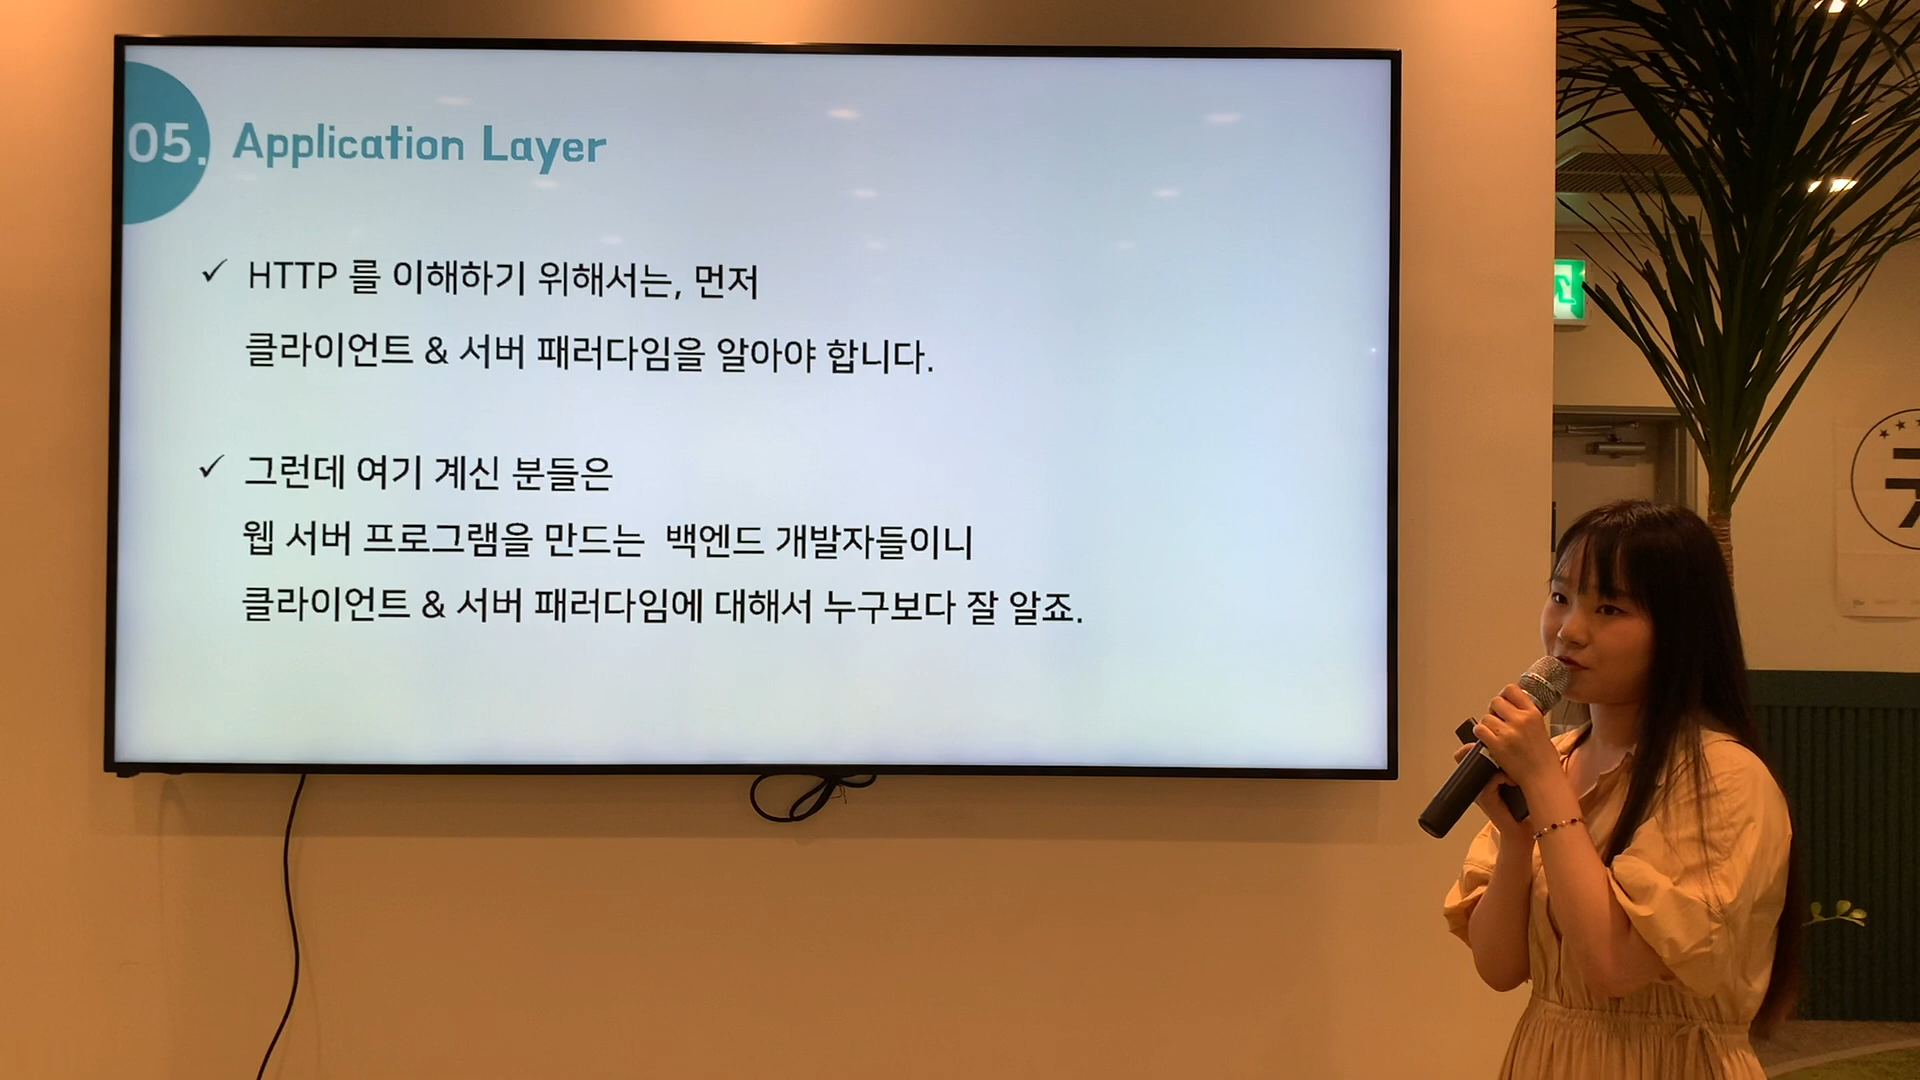 05. Application Layer
✓ HTTP 를 이해하기 위해서는, 먼저
클라이언트 & 서버 패러다임을 알아야 합니다.
✓ 그런데 여기 계신 분들은
웹 서버 프로그램을 만드는 백엔드 개발자들이니
클라이언트 & 서버 패러다임에 대해서 누구보다 잘 알죠.